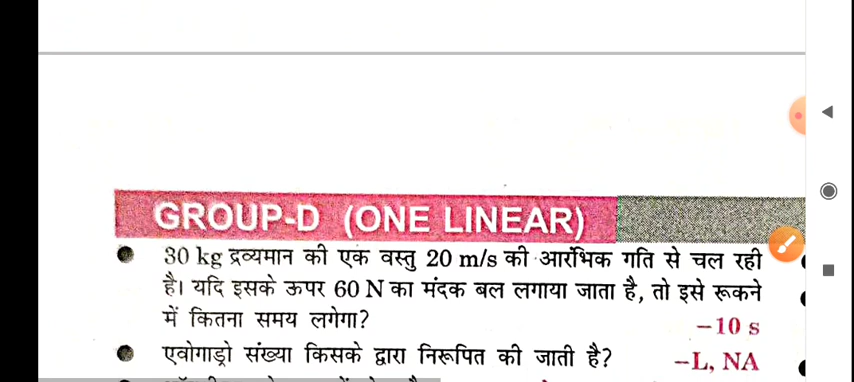 GROUP-D (ONE LINEAR)
30 kg द्रव्यमान की एक वस्तु 20 m/s की आरंभिक गति से चल रही
है। यदि इसके ऊपर 60 N का मंदक बल लगाया जाता है, तो इसे रूकने
में कितना समय लगेगा?
–10 s
एवोगाड्रो संख्या किसके द्वारा निरूपित की जाती है? –L, NA